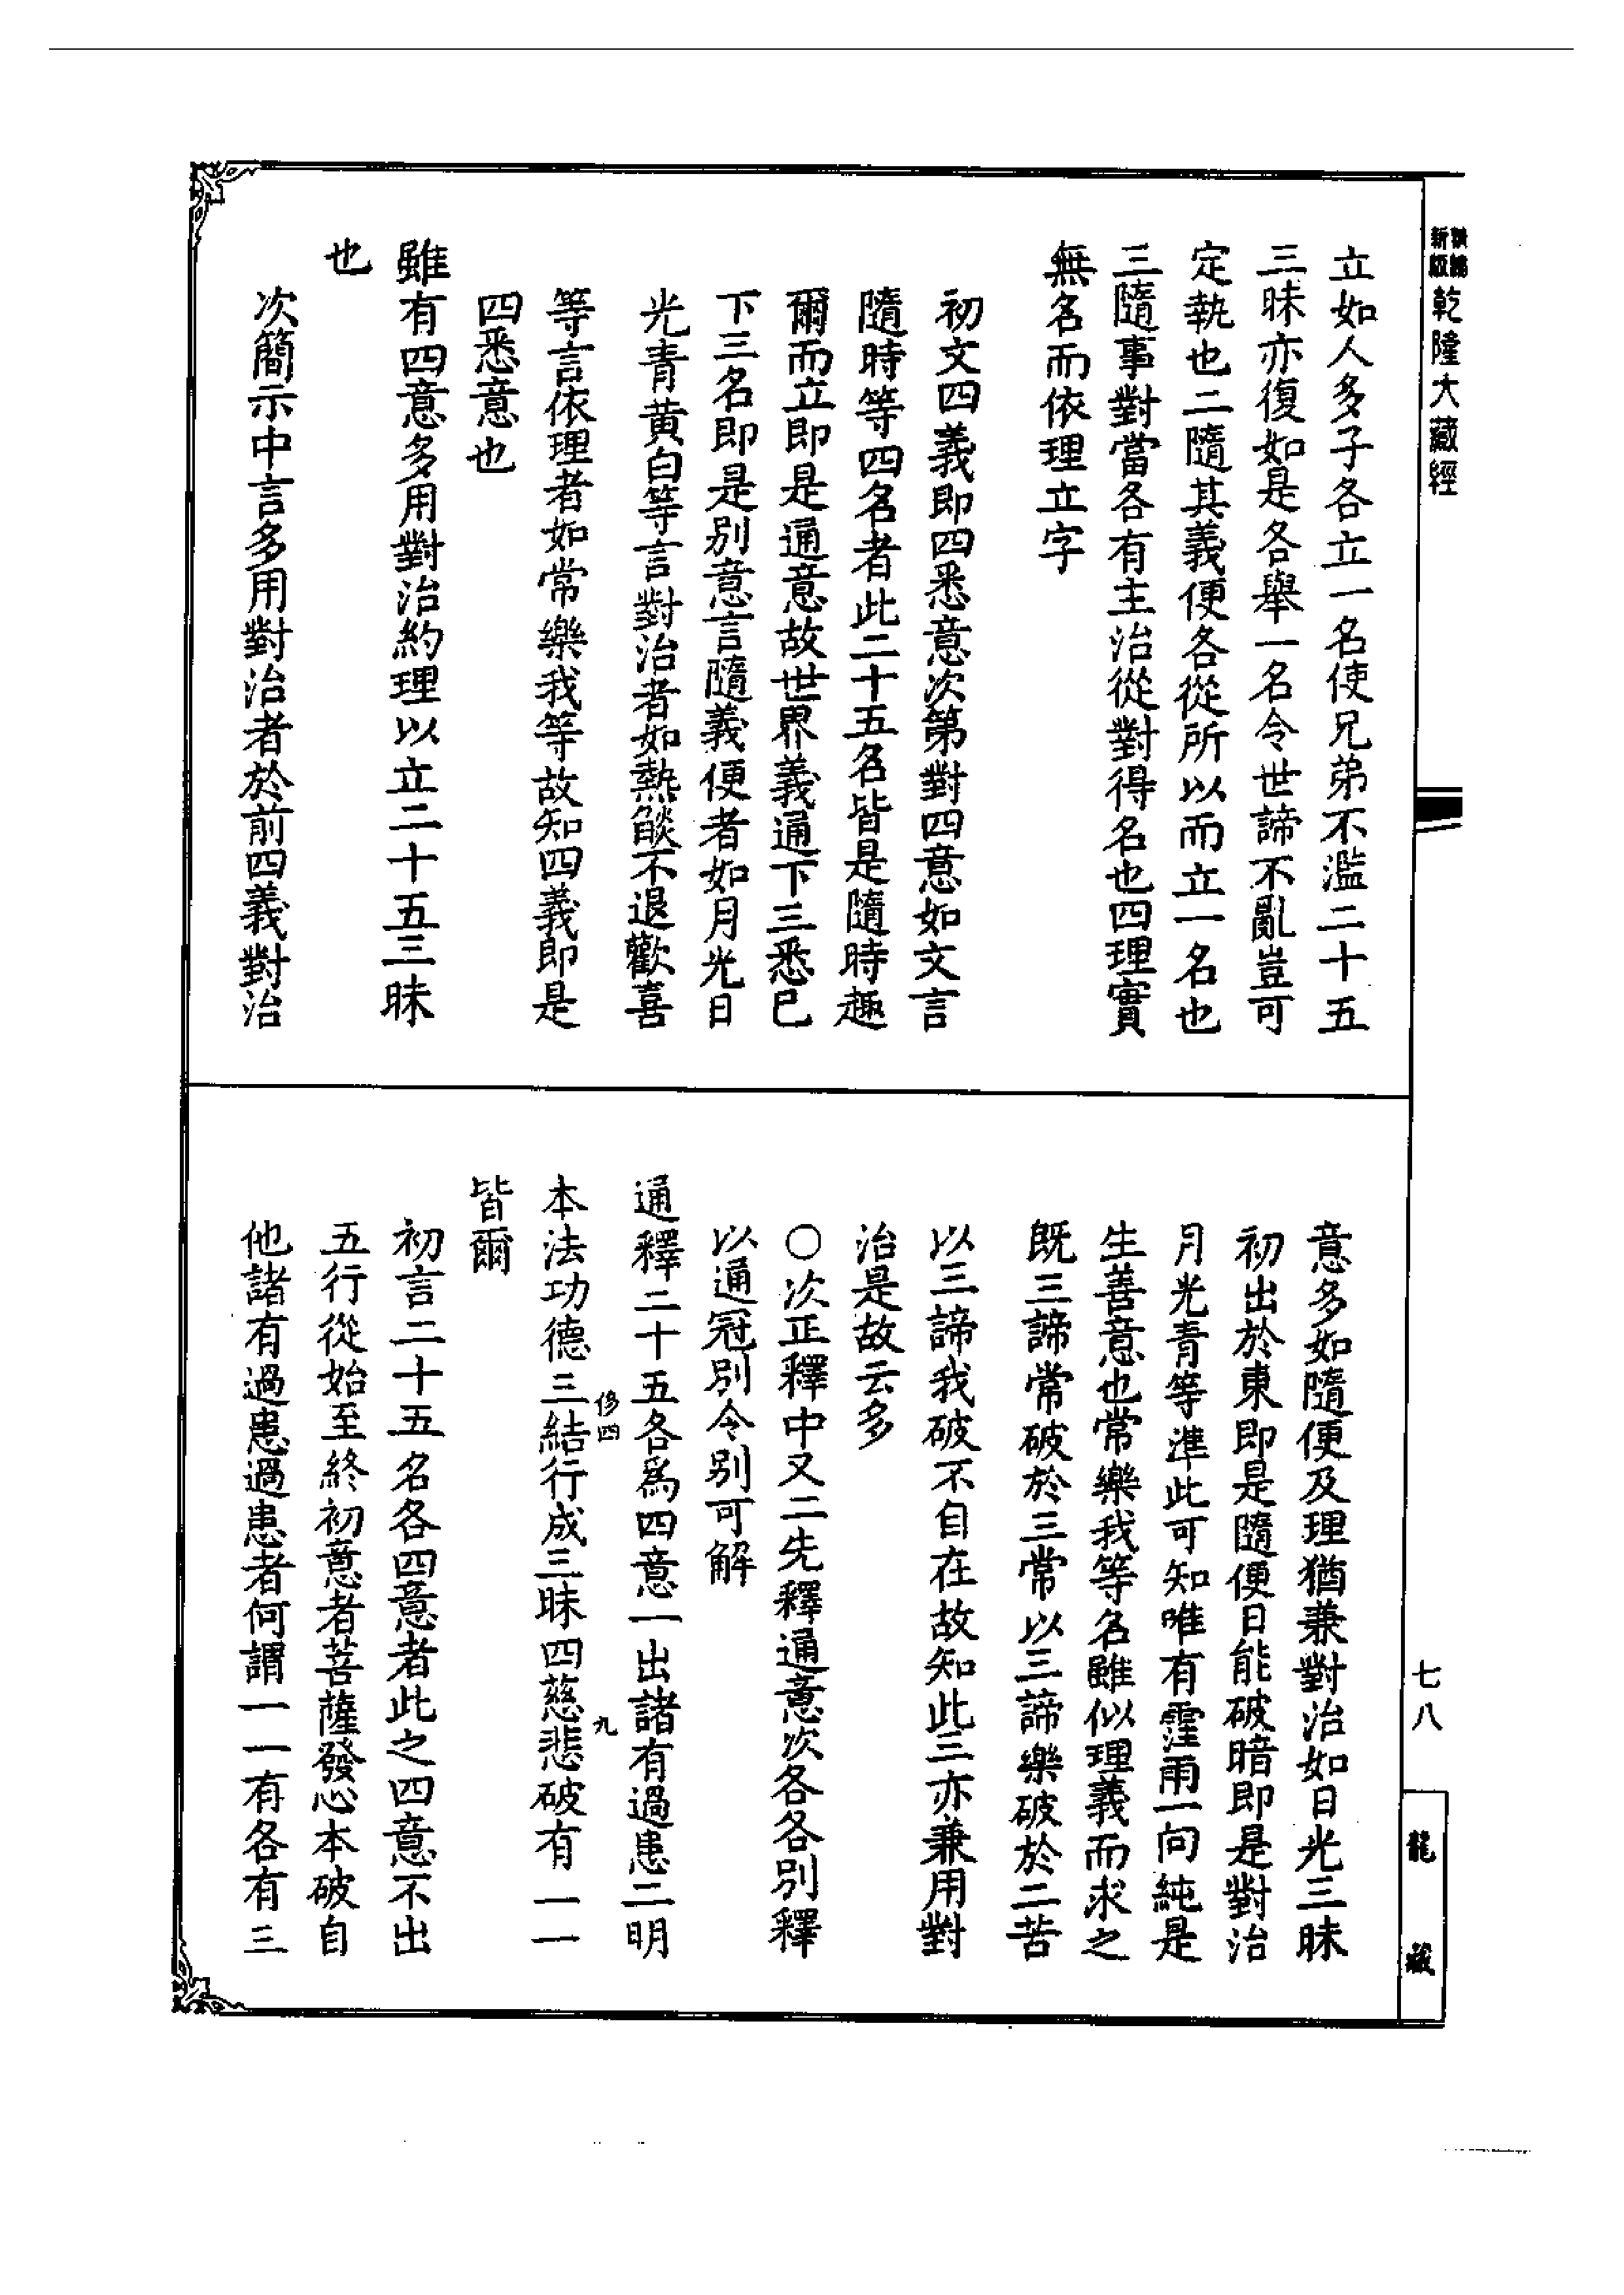 新編
新版
乾隆大藏經
立如人多子各立一名使兄弟不濫二十五
三昧亦復如是各舉一名令世諦不亂豈可
定執也二隨其義便各從所以而立一名也
三隨事對當各有主治從對得名也四理實
無名而依理立字
初文四義即四悉意次第對四意如文言
隨時等四名者此二十五名皆是隨時趣
爾而立即是通意故世界義通下三悉已
下三名即是別意言隨義便者如月光日
光青黃白等言對治者如熱燄不退歡喜
等言依理者如常樂我等故知四義即是
四悉意也
雖有四意多用對治約理以立二十五三昧
也
次簡示中言多用對治者於前四義對治
意多如隨便及理猶兼對治如日光三昧
初出於東即是隨便日能破暗即是對治
月光青等準此可知唯有霔雨一向純是
生善意也常樂我等名雖似理義而求之
既三諦常破於三常以三諦樂破於二苦
以三諦我破不自在故知此三亦兼用對
治是故云多
○次正釋中又二先釋通意次各各別釋
以通冠別令別可解
通釋二十五各爲四意一出諸有過患二明
本法功德三結行成三昧四慈悲破有一一
皆爾
初言二十五名各四意者此之四意不出
五行從始至終初意者菩薩發心本破自
他諸有過患過患者何謂一一有各有三
侈四
九
七八
龍藏